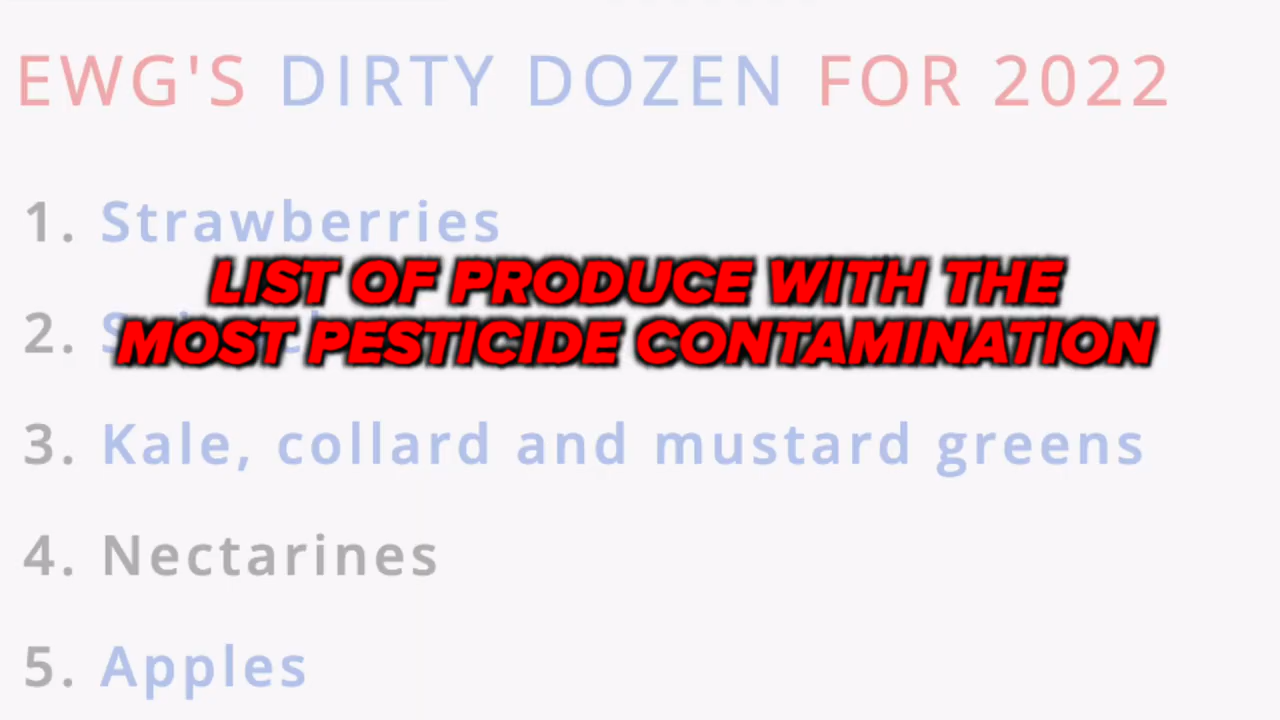 EWG'S DIRTY DOZEN FOR 2022
1. Strawberries
LIST OF PRODUCE WITH THE
MOST PESTICIDE CONTAMINATION
2.
3. Kale, collard and mustard greens
4. Nectarines
5. Apples